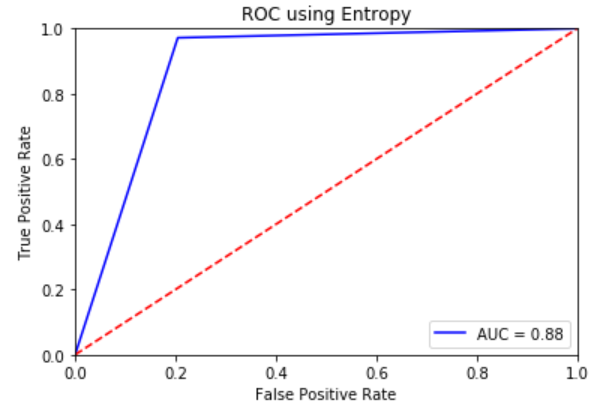 ROC using Entropy
1.0
0.8
0.6
0.4
0.2
0.0
True Positive Rate
0.0 0.2 0.4 0.6 0.8 1.0
False Positive Rate
AUC = 0.88